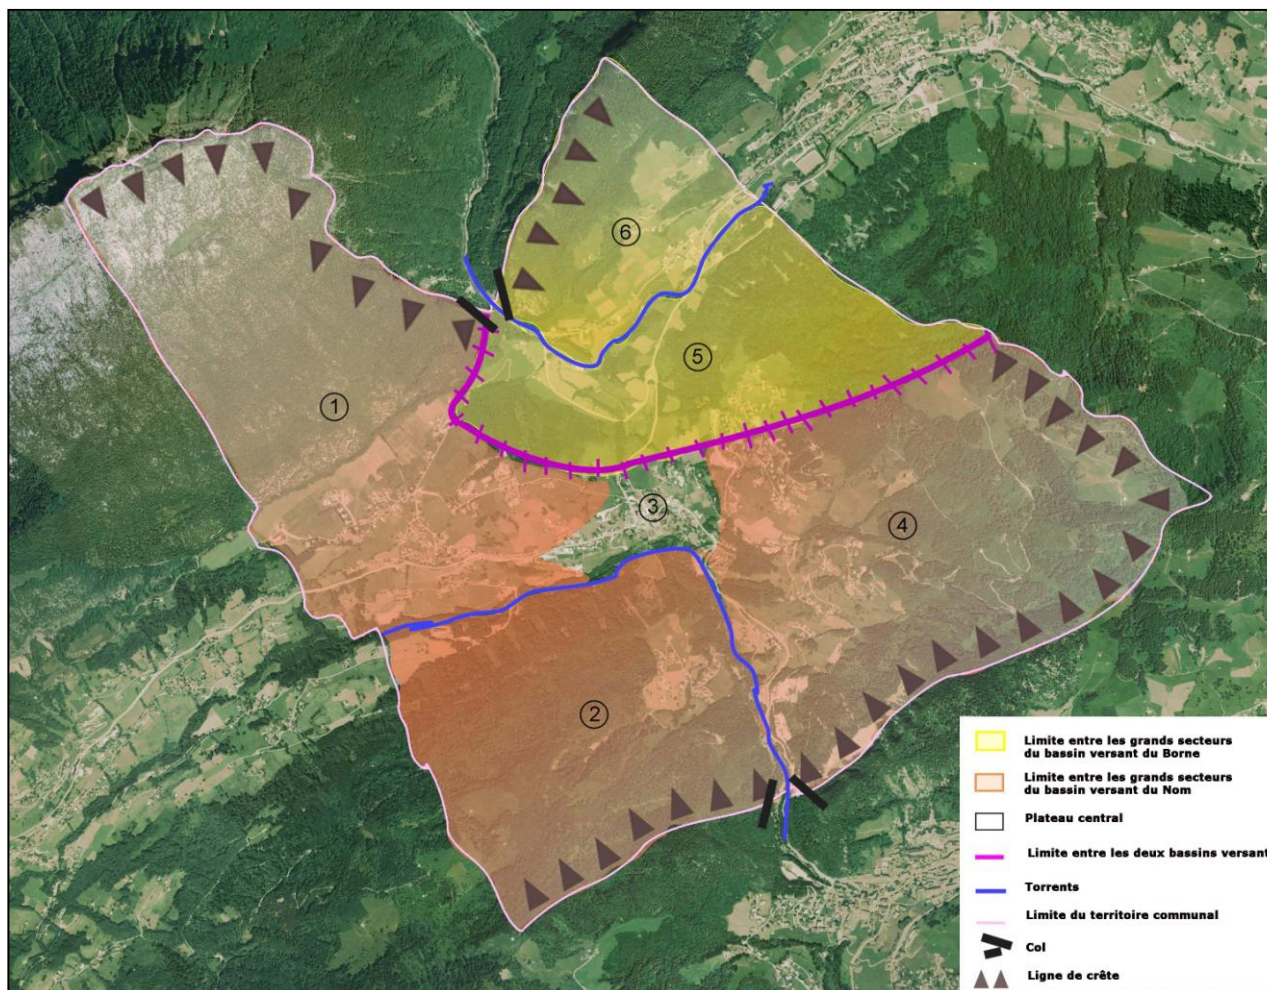 6
5
1
3
4
2
Limite entre les grands secteurs
du bassin versant du Borne
Limite entre les grands secteurs
du bassin versant du Nom
Plateau central
Limite entre les deux bassins versant
Torrents
Limite du territoire communal
Col
Ligne de crête